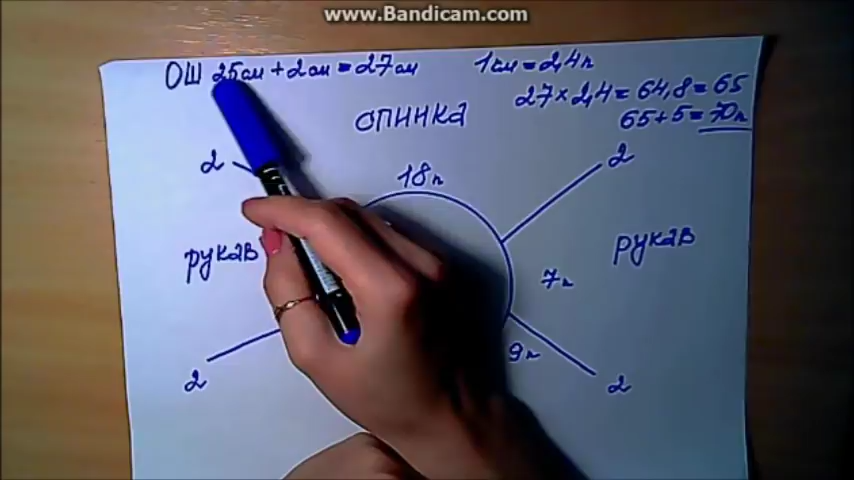 www.Bandicam.com
ОШ 25см + 2см = 27см 1см = 2,4п
27 × 2,4 = 64,8 = 65
65 + 5 = 70п
спинка
2 18п 2
рукав 7п рукав
9п
2 2